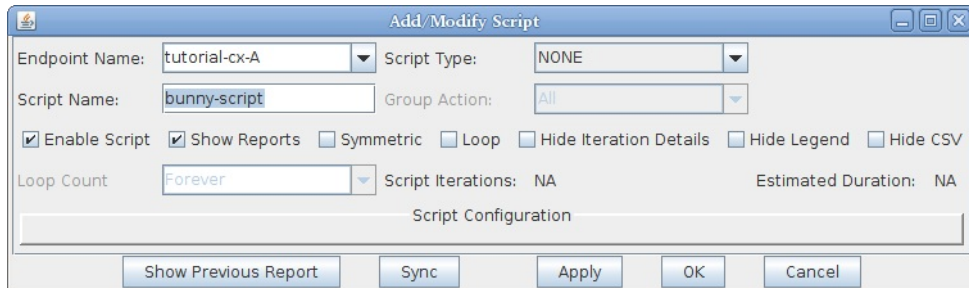 Add/Modify Script
Endpoint Name: tutorial-cx-A Script Type: NONE
Script Name: bunny-script Group Action: All
Enable Script Show Reports Symmetric Loop Hide Iteration Details Hide Legend Hide CSV
Loop Count Forever Script Iterations: NA Estimated Duration: NA
Script Configuration
Show Previous Report Sync Apply OK Cancel